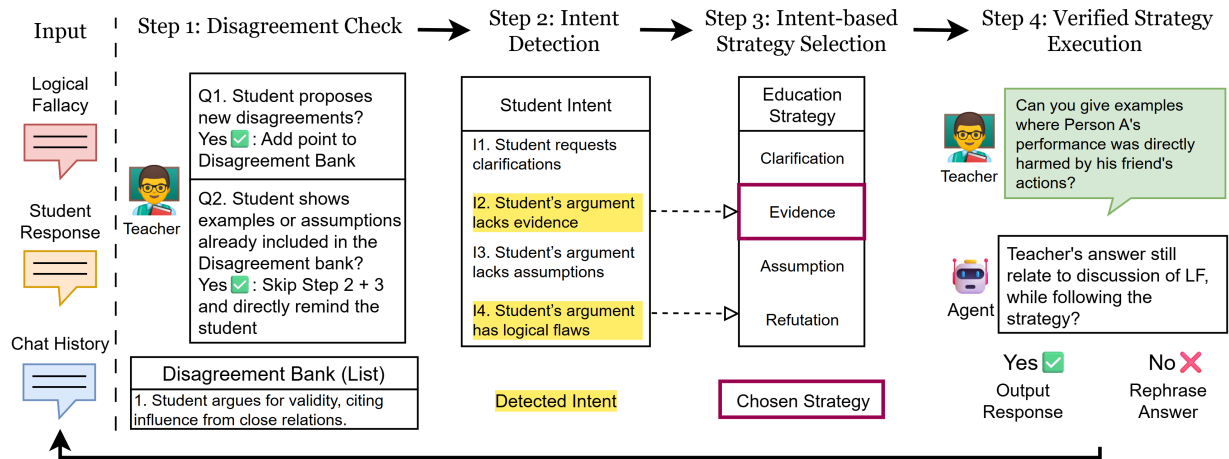 Input
Logical
Fallacy
Student
Response
Chat History
Step 1: Disagreement Check
Q1. Student proposes
new disagreements?
Yes ✅: Add point to
Disagreement Bank
Q2. Student shows
examples or assumptions
already included in the
Disagreement bank?
Yes ✅: Skip Step 2 + 3
and directly remind the
student
Teacher
Disagreement Bank (List)
1. Student argues for validity, citing
influence from close relations.
Step 2: Intent
Detection
Student Intent
I1. Student requests
clarifications
I2. Student's argument
lacks evidence
I3. Student's argument
lacks assumptions
I4. Student's argument
has logical flaws
Detected Intent
Step 3: Intent-based
Strategy Selection
Education
Strategy
Clarification
Evidence
Assumption
Refutation
Chosen Strategy
Step 4: Verified Strategy
Execution
Teacher
Can you give examples
where Person A's
performance was directly
harmed by his friend's
actions?
Agent
Teacher's answer still
relate to discussion of LF,
while following the
strategy?
Yes ✅
Output
Response
No ❌
Rephrase
Answer